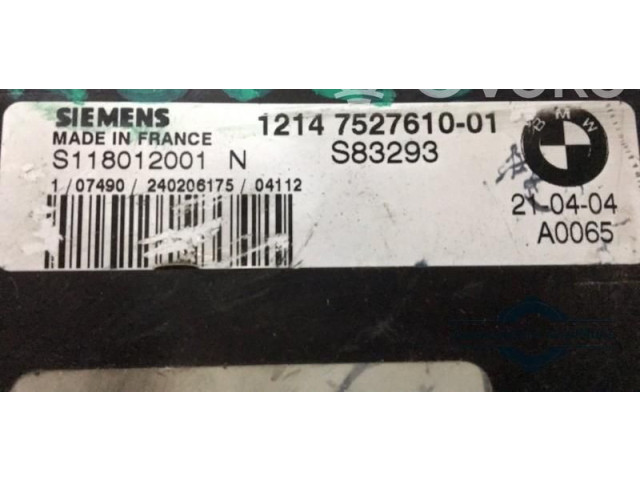 SIEMENS 1214 7527610-01
MADE IN FRANCE
S118012001 N S83293
BMW
1/07490/240206175/04112
21-04-04
A0065